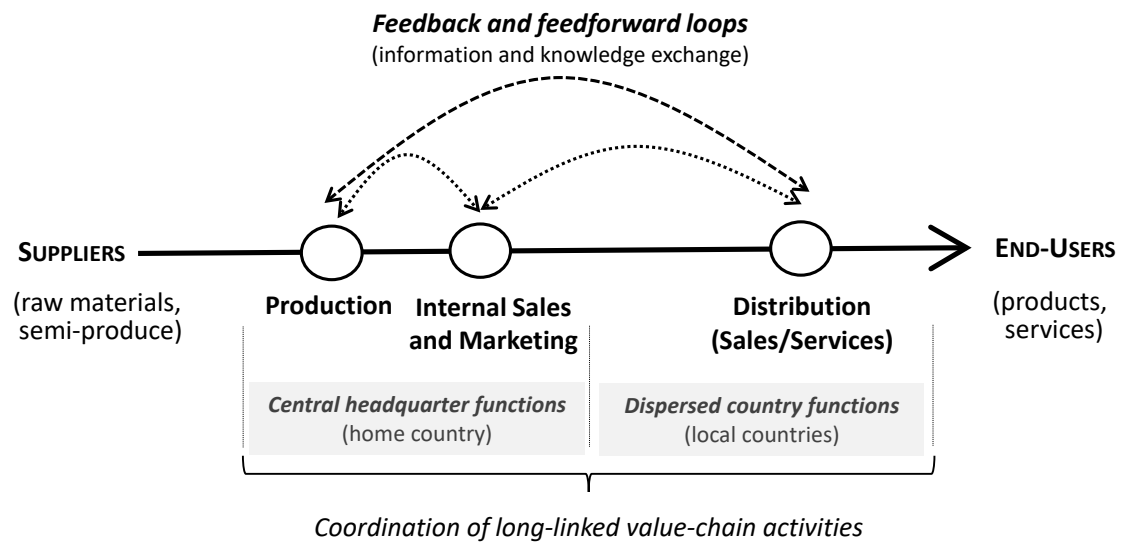 Feedback and feedforward loops
(information and knowledge exchange)
SUPPLIERS
(raw materials,
semi-produce)
Production
Internal Sales
and Marketing
Distribution
(Sales/Services)
END-USERS
(products,
services)
Central headquarter functions
(home country)
Dispersed country functions
(local countries)
Coordination of long-linked value-chain activities